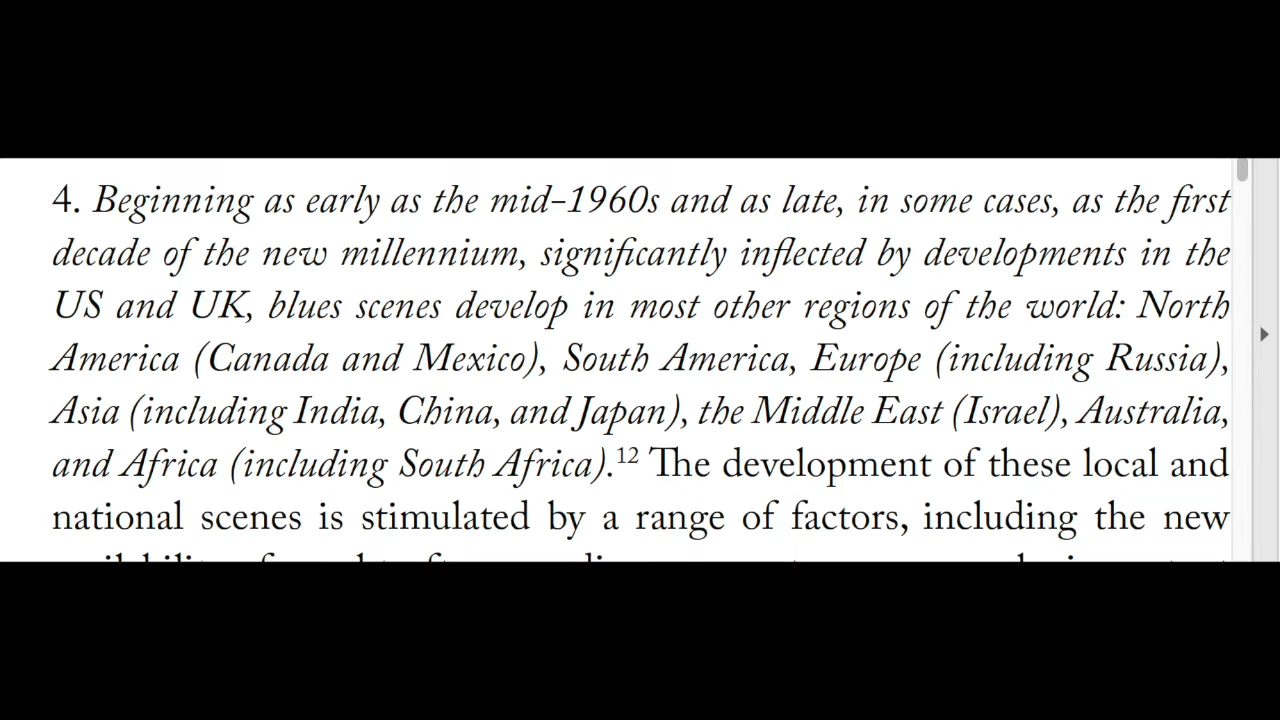 4. Beginning as early as the mid-1960s and as late, in some cases, as the first
decade of the new millennium, significantly inflected by developments in the
US and UK, blues scenes develop in most other regions of the world: North
America (Canada and Mexico), South America, Europe (including Russia),
Asia (including India, China, and Japan), the Middle East (Israel), Australia,
and Africa (including South Africa).¹² The development of these local and
national scenes is stimulated by a range of factors, including the new